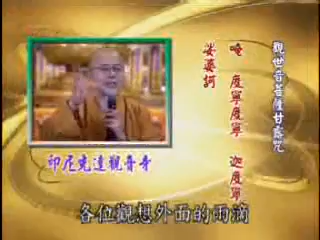 觀世音菩薩甘露咒
唵 度寧度寧 迦度寧
娑婆訶
印尼克達觀音寺
各位觀想外面的雨滴